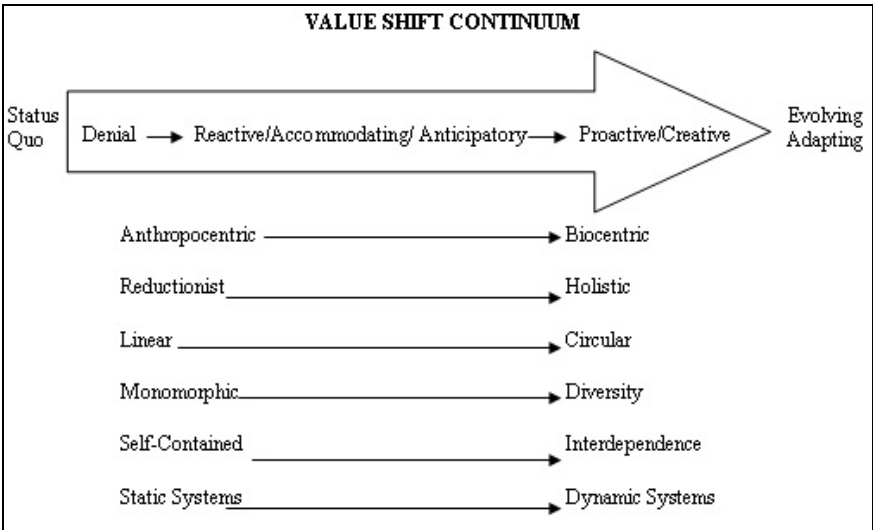 VALUE SHIFT CONTINUUM
Status
Quo
Denial Reactive/Accommodating/ Anticipatory Proactive/Creative
Evolving
Adapting
Anthropocentric Biocentric
Reductionist Holistic
Linear Circular
Monomorphic Diversity
Self-Contained Interdependence
Static Systems Dynamic Systems